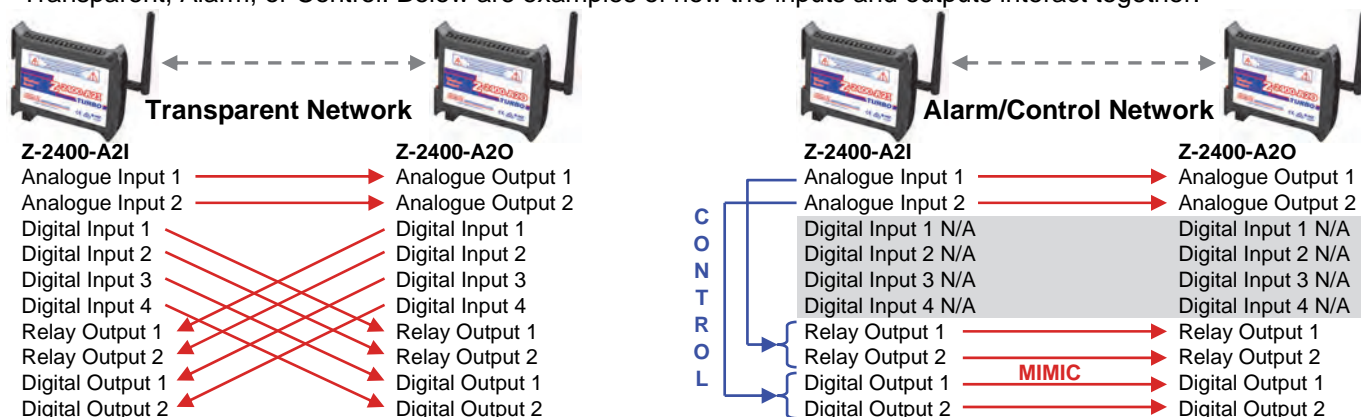 Transparent, Alarm, or Control. Below are examples of how the inputs and outputs interact together.
Transparent Network
Z-2400-A2I
Z-2400-A2O
Analogue Input 1
Analogue Output 1
Analogue Input 2
Analogue Output 2
Digital Input 1
Digital Input 1
Digital Input 2
Digital Input 2
Digital Input 3
Digital Input 3
Digital Input 4
Digital Input 4
Relay Output 1
Relay Output 1
Relay Output 2
Relay Output 2
Digital Output 1
Digital Output 1
Digital Output 2
Digital Output 2
Alarm/Control Network
Z-2400-A2I
Z-2400-A2O
CONTROL
Analogue Input 1
Analogue Output 1
Analogue Input 2
Analogue Output 2
Digital Input 1 N/A
Digital Input 1 N/A
Digital Input 2 N/A
Digital Input 2 N/A
Digital Input 3 N/A
Digital Input 3 N/A
Digital Input 4 N/A
Digital Input 4 N/A
Relay Output 1
Relay Output 1
Relay Output 2
Relay Output 2
MIMIC
Digital Output 1
Digital Output 1
Digital Output 2
Digital Output 2